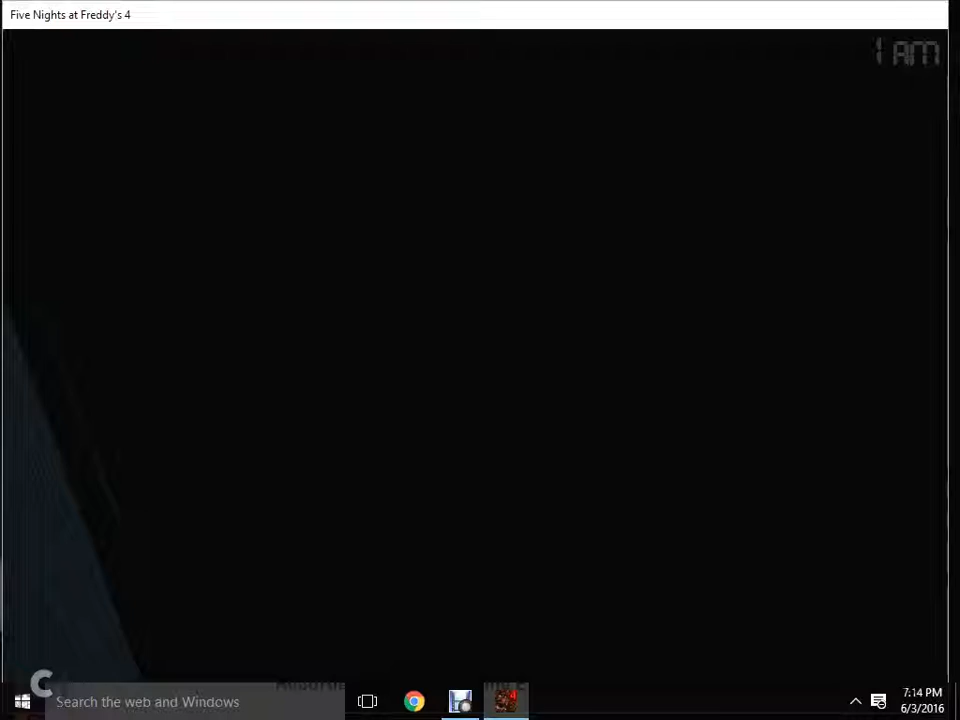 Five Nights at Freddy's 4
1 AM
C
Search the web and Windows
7:14 PM
6/3/2016